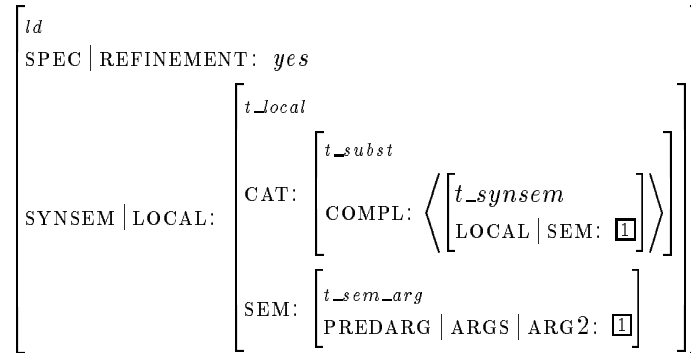 ld
SPEC | REFINEMENT: yes
t_local
t_subst
t_synsem
CAT: COMPL: ⟨ ⟩
SYNSEM | LOCAL:
LOCAL | SEM: 1
t_sem_arg
SEM:
PREDARG | ARGS | ARG2: 1